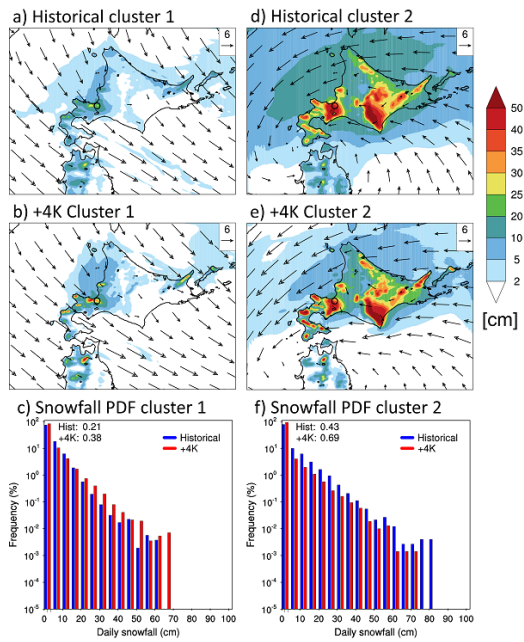 a) Historical cluster 1
6
d) Historical cluster 2
6
50
40
35
30
25
20
10
5
2
[cm]
b) +4K Cluster 1
6
e) +4K Cluster 2
6
c) Snowfall PDF cluster 1
Hist: 0.21
+4K: 0.38
Historical
+4K
Frequency (%)
10²
10¹
10⁰
10⁻¹
10⁻²
10⁻³
10⁻⁴
10⁻⁵
0 10 20 30 40 50 60 70 80 100
Daily snowfall (cm)
f) Snowfall PDF cluster 2
Hist: 0.43
+4K: 0.69
Historical
+4K
Frequency (%)
10²
10¹
10⁰
10⁻¹
10⁻²
10⁻³
10⁻⁴
10⁻⁵
0 10 20 30 40 50 60 70 80 100
Daily snowfall (cm)